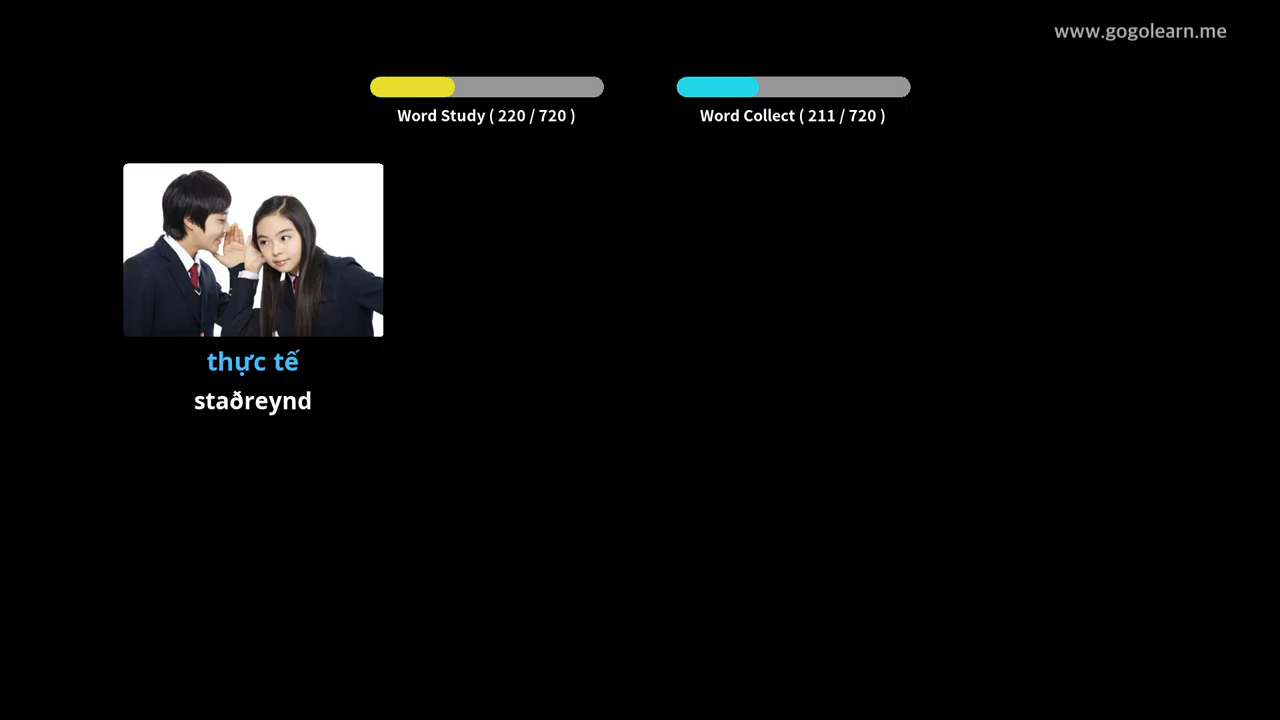 www.gogolearn.me
Word Study ( 220 / 720 )
Word Collect ( 211 / 720 )
thực tế
staðreynd